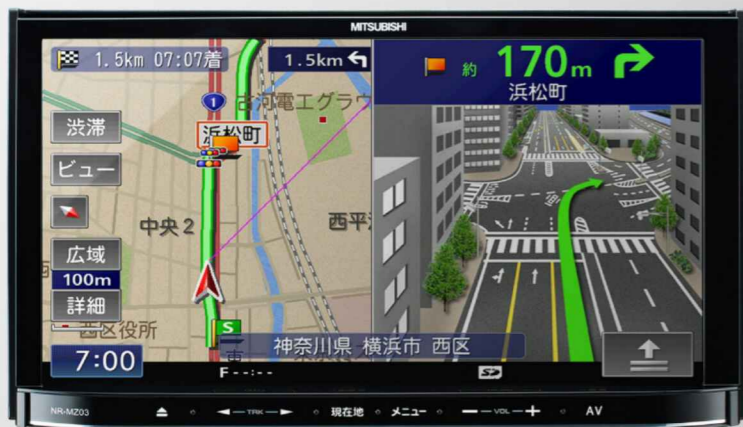 MITSUBISHI
1.5km 07:07着
1.5km
約 170m
浜松町
1
古河電工グラウ
浜松町
渋滞
ビュー
中央2
西平
広域
100m
詳細
西区役所
S
7:00
神奈川県 横浜市 西区
F --:--
SD
NR-MZ03
TRK
現在地
メニュー
VOL
AV